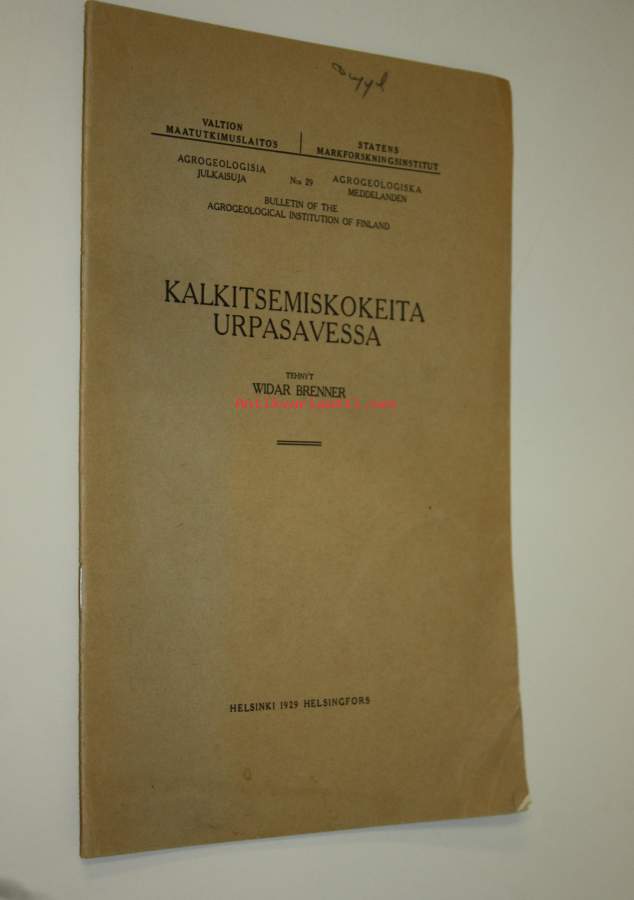 VALTION
MAATUTKIMUSLAITOS
STATENS
MARKFORSKNINGSINSTITUT
AGROGEOLOGISIA
JULKAISUJA
N:o 29
AGROGEOLOGISKA
MEDDELANDEN
BULLETIN OF THE
AGROGEOLOGICAL INSTITUTION OF FINLAND
KALKITSEMISKOKEITA
URPASAVESSA
TEHNYT
WIDAR BRENNER
HELSINKI 1929 HELSINGFORS